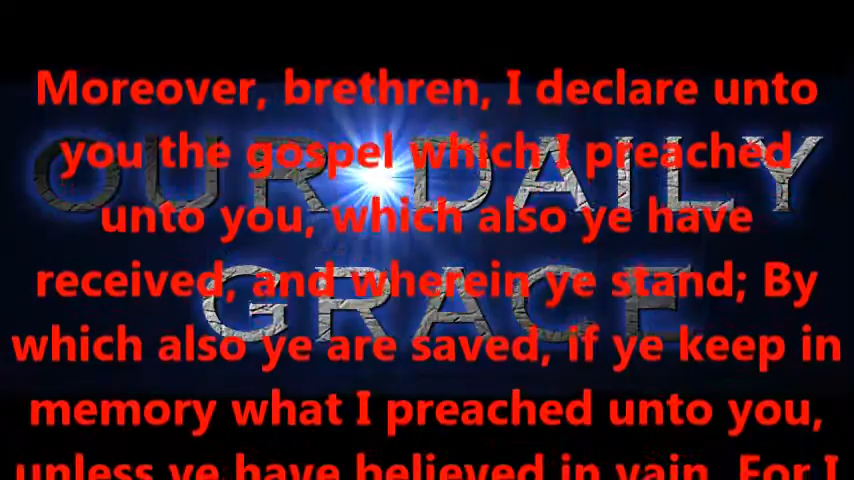 Moreover, brethren, I declare unto
you the gospel which I preached
unto you, which also ye have
received, and wherein ye stand; By
which also ye are saved, if ye keep in
memory what I preached unto you,
unless ye have believed in vain. For I
OUR DAILY
GRACE